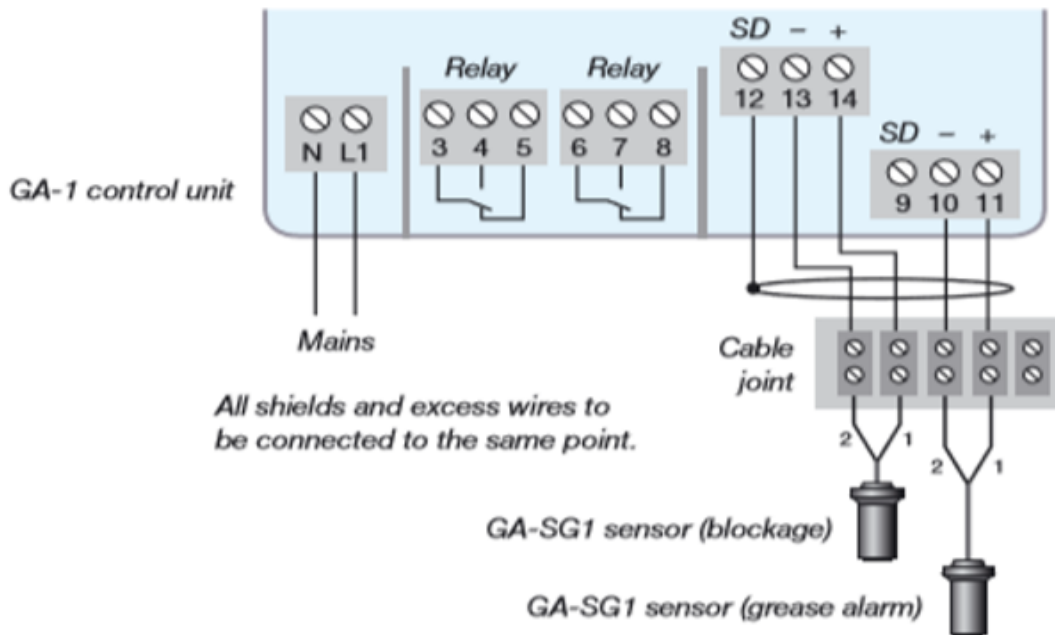 SD – +
12 13 14
Relay
3 4 5
Relay
6 7 8
N L1
SD – +
9 10 11
GA-1 control unit
Mains
Cable
joint
All shields and excess wires to
be connected to the same point.
2 1
2 1
GA-SG1 sensor (blockage)
GA-SG1 sensor (grease alarm)